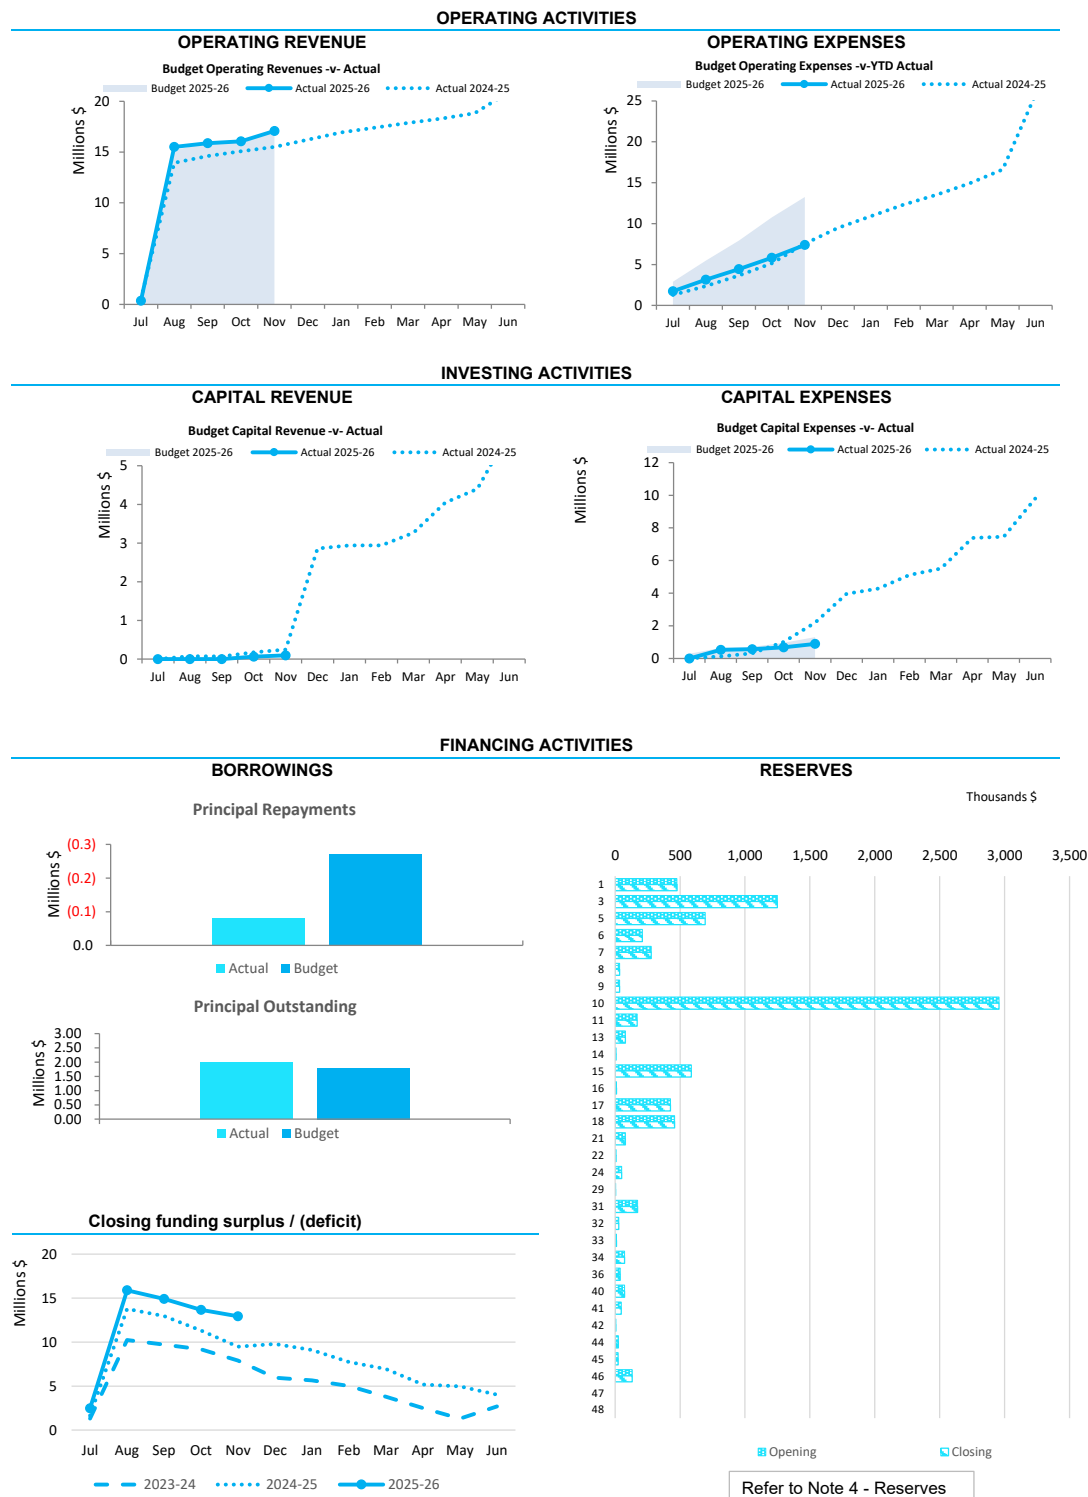 OPERATING ACTIVITIES
OPERATING REVENUE
Budget Operating Revenues -v- Actual
Budget 2025-26 Actual 2025-26 Actual 2024-25
Millions $
20
15
10
5
0
Jul Aug Sep Oct Nov Dec Jan Feb Mar Apr May Jun
OPERATING EXPENSES
Budget Operating Expenses -v-YTD Actual
Budget 2025-26 Actual 2025-26 Actual 2024-25
Millions $
25
20
15
10
5
0
Jul Aug Sep Oct Nov Dec Jan Feb Mar Apr May Jun
INVESTING ACTIVITIES
CAPITAL REVENUE
Budget Capital Revenue -v- Actual
Budget 2025-26 Actual 2025-26 Actual 2024-25
Millions $
5
4
3
2
1
0
Jul Aug Sep Oct Nov Dec Jan Feb Mar Apr May Jun
CAPITAL EXPENSES
Budget Capital Expenses -v- Actual
Budget 2025-26 Actual 2025-26 Actual 2024-25
Millions $
12
10
8
6
4
2
0
Jul Aug Sep Oct Nov Dec Jan Feb Mar Apr May Jun
FINANCING ACTIVITIES
BORROWINGS
Principal Repayments
Millions $
(0.3)
(0.2)
(0.1)
0.0
Actual Budget
Principal Outstanding
Millions $
3.00
2.50
2.00
1.50
1.00
0.50
0.00
Actual Budget
RESERVES
Thousands $
0 500 1,000 1,500 2,000 2,500 3,000 3,500
1
3
5
6
7
8
9
10
11
13
14
15
16
17
18
21
22
24
29
31
32
33
34
36
40
41
42
44
45
46
47
48
Opening Closing
Refer to Note 4 - Reserves
Closing funding surplus / (deficit)
Millions $
20
15
10
5
0
Jul Aug Sep Oct Nov Dec Jan Feb Mar Apr May Jun
2023-24 2024-25 2025-26